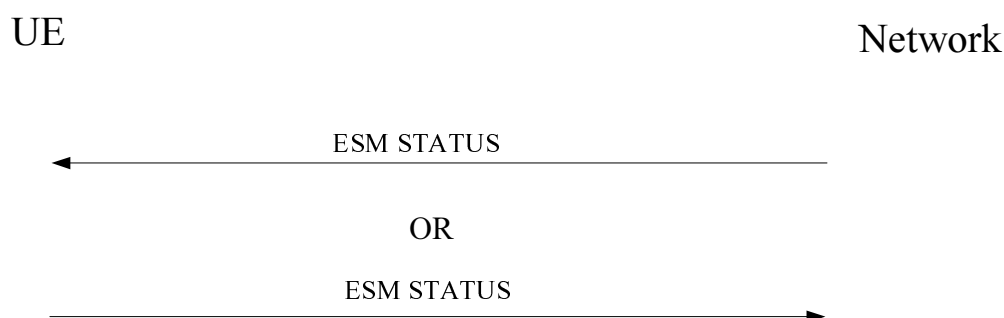 UE
Network
ESM STATUS
OR
ESM STATUS